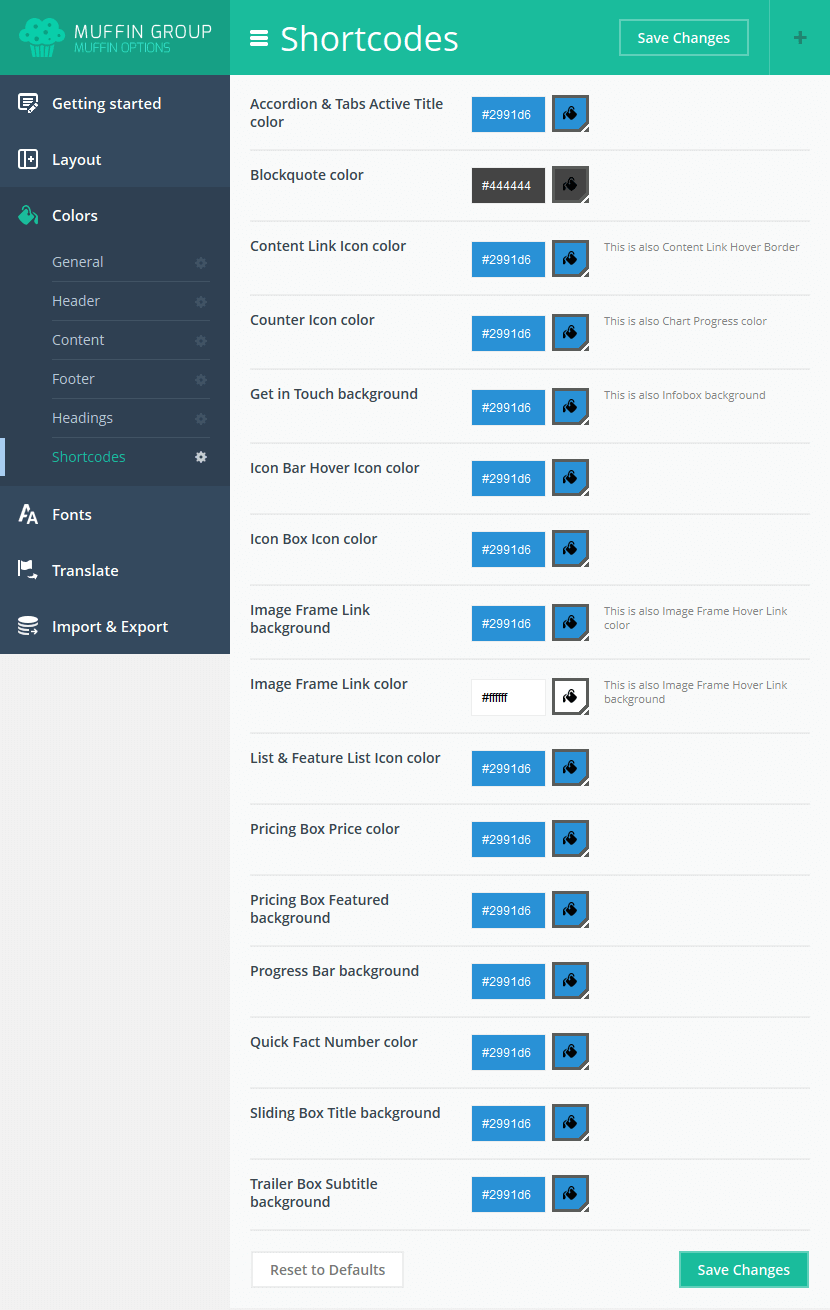 MUFFIN GROUP
MUFFIN OPTIONS
Getting started
Layout
Colors
General
Header
Content
Footer
Headings
Shortcodes
Fonts
Translate
Import & Export
Shortcodes
Save Changes
+
Accordion & Tabs Active Title
color
#2991d6
Blockquote color
#444444
Content Link Icon color
#2991d6
This is also Content Link Hover Border
Counter Icon color
#2991d6
This is also Chart Progress color
Get in Touch background
#2991d6
This is also Infobox background
Icon Bar Hover Icon color
#2991d6
Icon Box Icon color
#2991d6
Image Frame Link
background
#2991d6
This is also Image Frame Hover Link
color
Image Frame Link color
#ffffff
This is also Image Frame Hover Link
background
List & Feature List Icon color
#2991d6
Pricing Box Price color
#2991d6
Pricing Box Featured
background
#2991d6
Progress Bar background
#2991d6
Quick Fact Number color
#2991d6
Sliding Box Title background
#2991d6
Trailer Box Subtitle
background
#2991d6
Reset to Defaults
Save Changes